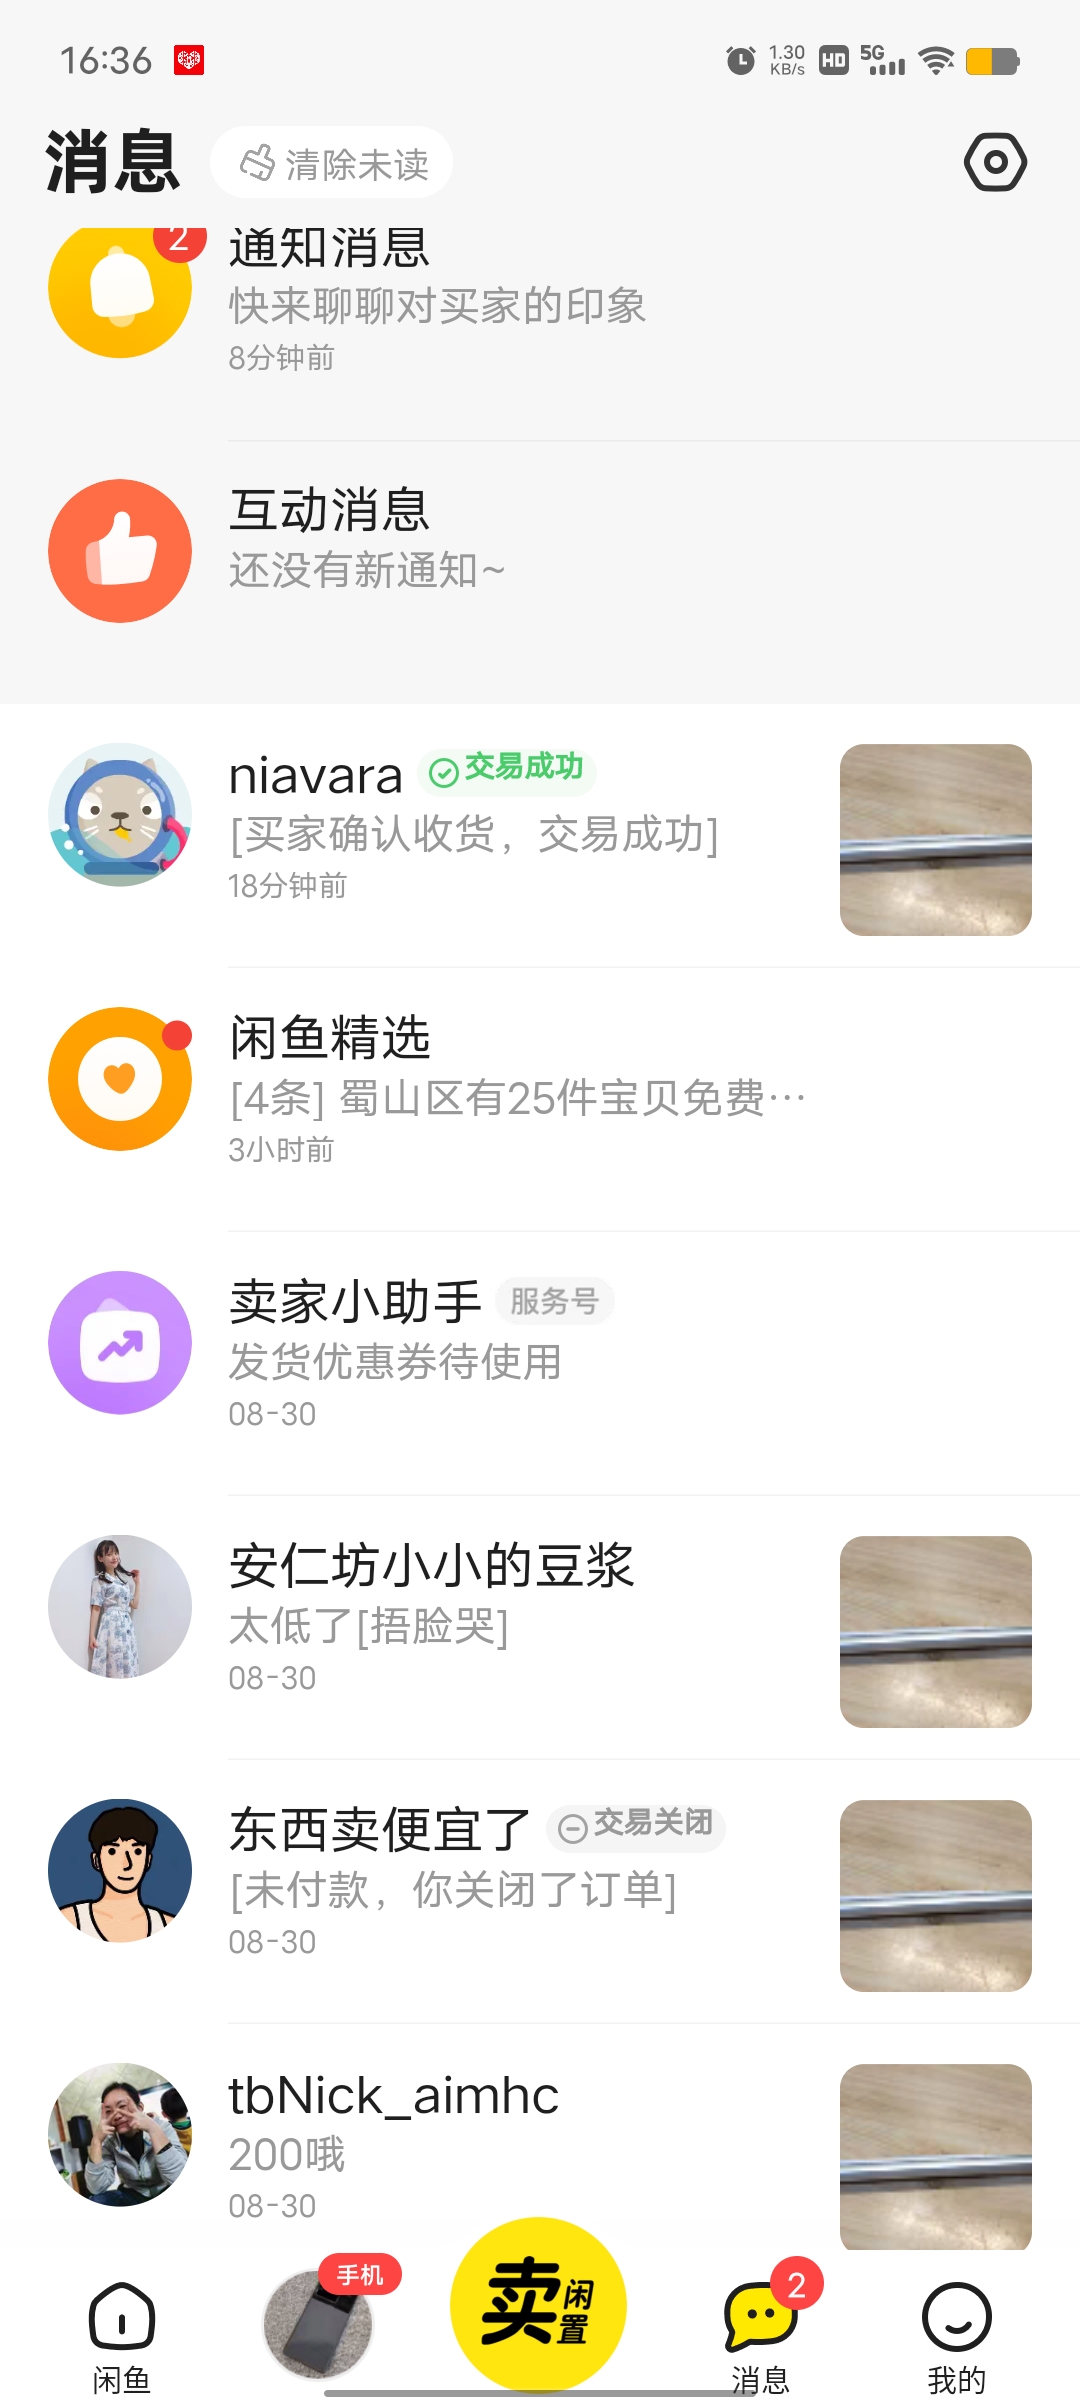 16:36
1.30
KB/s
HD
5G
消息
清除未读
2
通知消息
快来聊聊对买家的印象
8分钟前
互动消息
还没有新通知~
niavara
交易成功
[买家确认收货，交易成功]
18分钟前
闲鱼精选
[4条] 蜀山区有25件宝贝免费…
3小时前
卖家小助手
服务号
发货优惠券待使用
08-30
安仁坊小小的豆浆
太低了[捂脸哭]
08-30
东西卖便宜了
交易关闭
[未付款，你关闭了订单]
08-30
tbNick_aimhc
200哦
08-30
手机
卖闲置
2
闲鱼
消息
我的